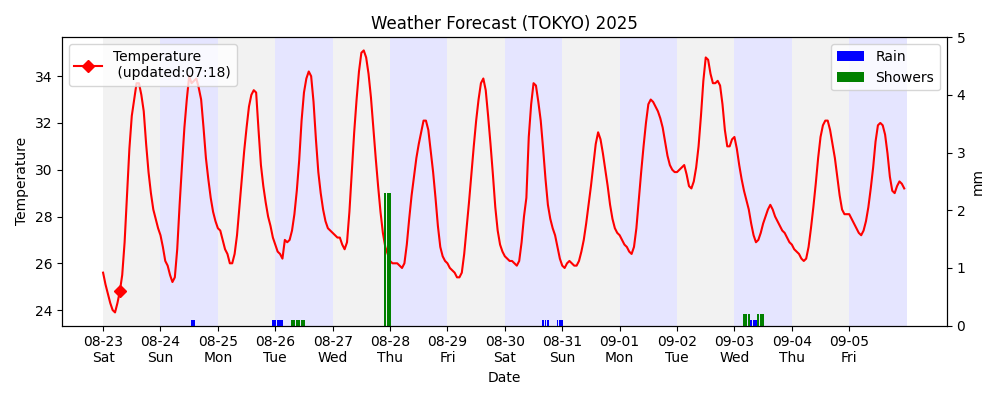 Weather Forecast (TOKYO) 2025
Temperature
(updated:07:18)
Rain
Showers
Temperature
34
32
30
28
26
24
5
4
3
2
1
0
mm
08-23 08-24 08-25 08-26 08-27 08-28 08-29 08-30 08-31 09-01 09-02 09-03 09-04 09-05
Sat Sun Mon Tue Wed Thu Fri Sat Sun Mon Tue Wed Thu Fri
Date